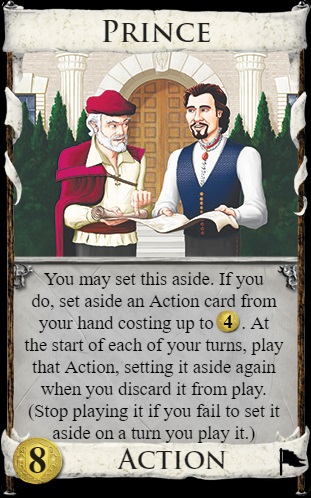 PRINCE
You may set this aside. If you
do, set aside an Action card from
your hand costing up to 4. At
the start of each of your turns, play
that Action, setting it aside again
when you discard it from play.
(Stop playing it if you fail to set it
aside on a turn you play it.)
8 ACTION